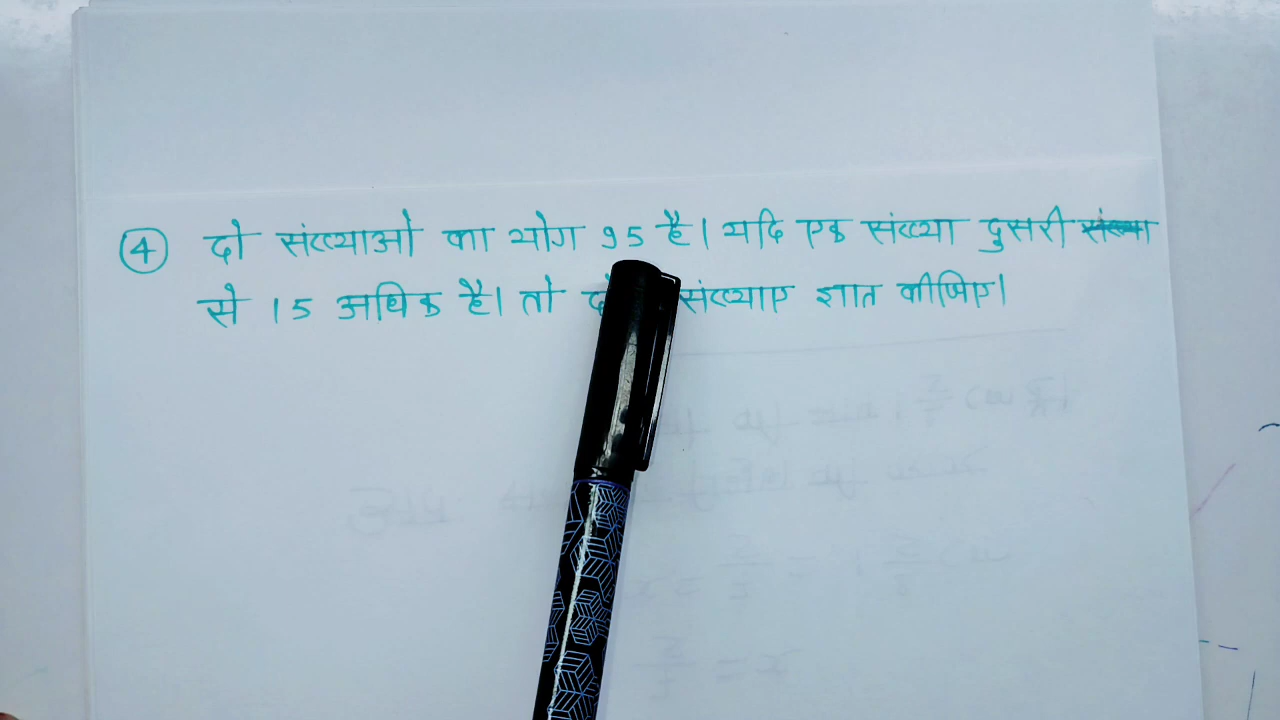 ④ दो संख्याओं का योग 95 है। यदि एक संख्या दुसरी संख्या
से 15 अधिक है। तो संख्याए ज्ञात कीजिए।